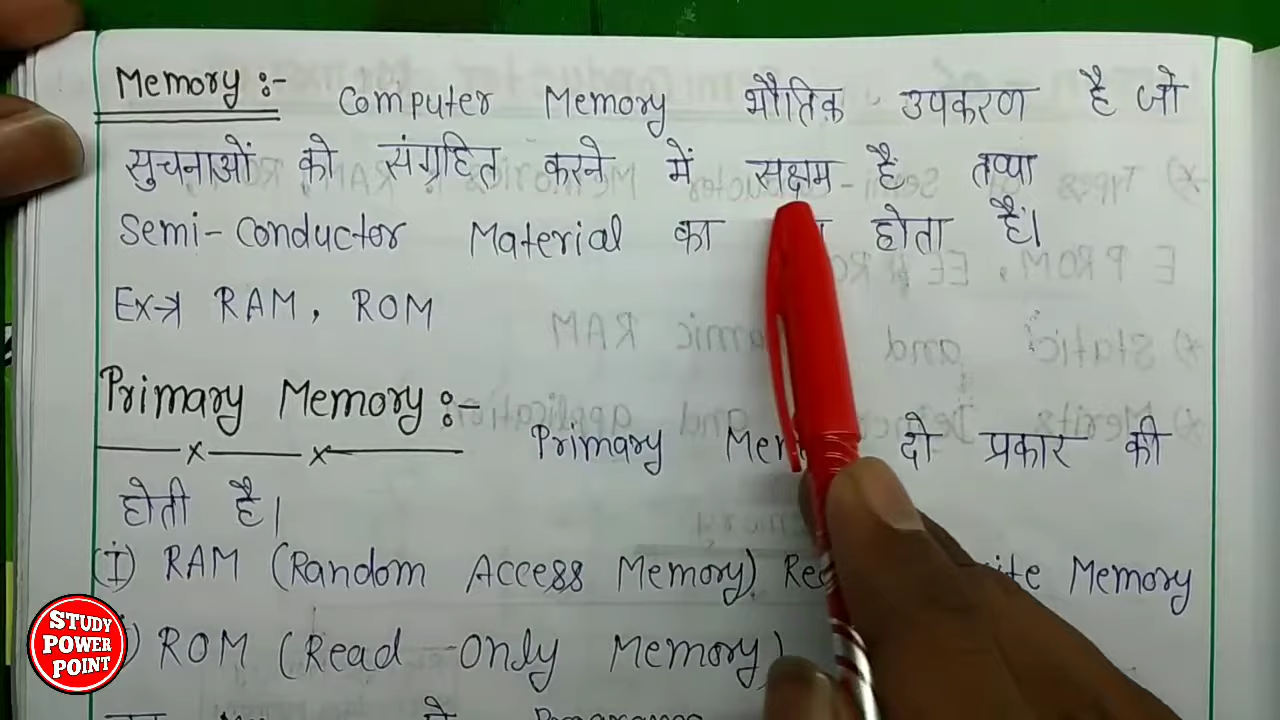 Memory :-
Computer Memory भौतिक उपकरण है जो
सुचनाओं को संग्रहित करने में सक्षम है तथा
Semi-Conductor Material का होता हैं।
Ex→ RAM, ROM
Primary Memory :-
Primary दो प्रकार की
होती है।
(i) RAM (Random Access Memory) Memory
ROM (Read Only Memory)
STUDY
POWER
POINT